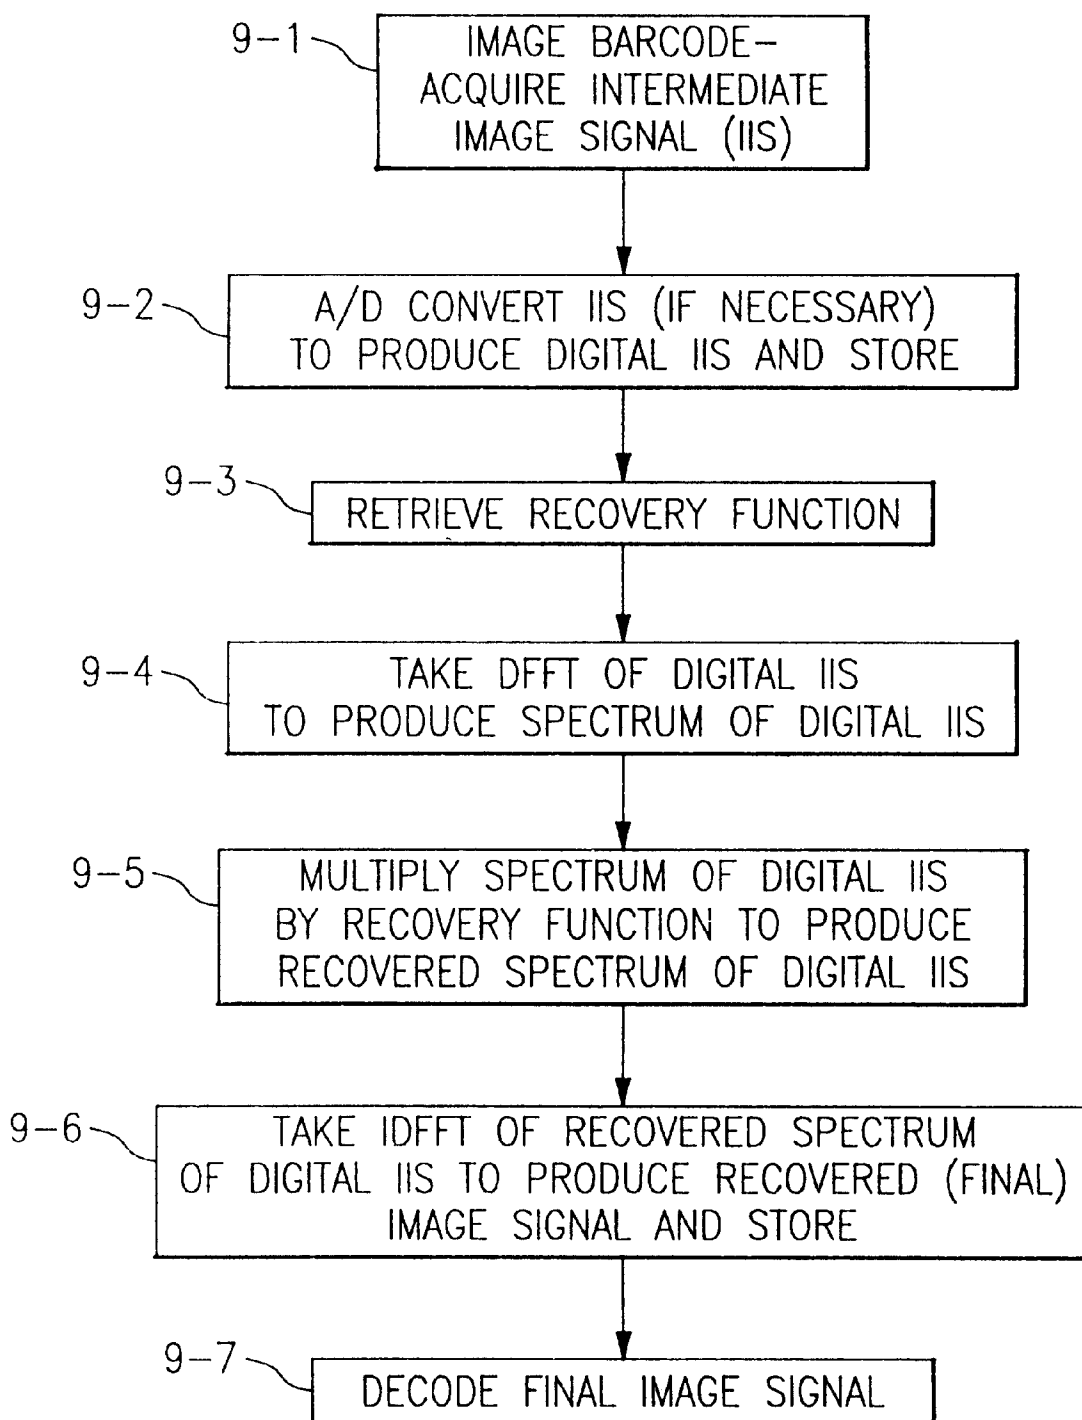 9-1
IMAGE BARCODE-
ACQUIRE INTERMEDIATE
IMAGE SIGNAL (IIS)
9-2
A/D CONVERT IIS (IF NECESSARY)
TO PRODUCE DIGITAL IIS AND STORE
9-3
RETRIEVE RECOVERY FUNCTION
9-4
TAKE DFFT OF DIGITAL IIS
TO PRODUCE SPECTRUM OF DIGITAL IIS
9-5
MULTIPLY SPECTRUM OF DIGITAL IIS
BY RECOVERY FUNCTION TO PRODUCE
RECOVERED SPECTRUM OF DIGITAL IIS
9-6
TAKE IDFFT OF RECOVERED SPECTRUM
OF DIGITAL IIS TO PRODUCE RECOVERED (FINAL)
IMAGE SIGNAL AND STORE
9-7
DECODE FINAL IMAGE SIGNAL